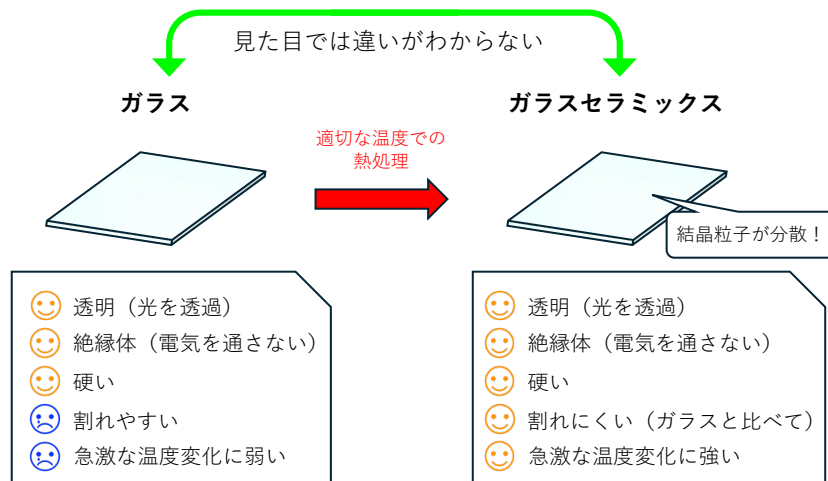 見た目では違いがわからない
ガラス
ガラスセラミックス
適切な温度での
熱処理
結晶粒子が分散！
透明（光を透過）
絶縁体（電気を通さない）
硬い
割れやすい
急激な温度変化に弱い
透明（光を透過）
絶縁体（電気を通さない）
硬い
割れにくい（ガラスと比べて）
急激な温度変化に強い